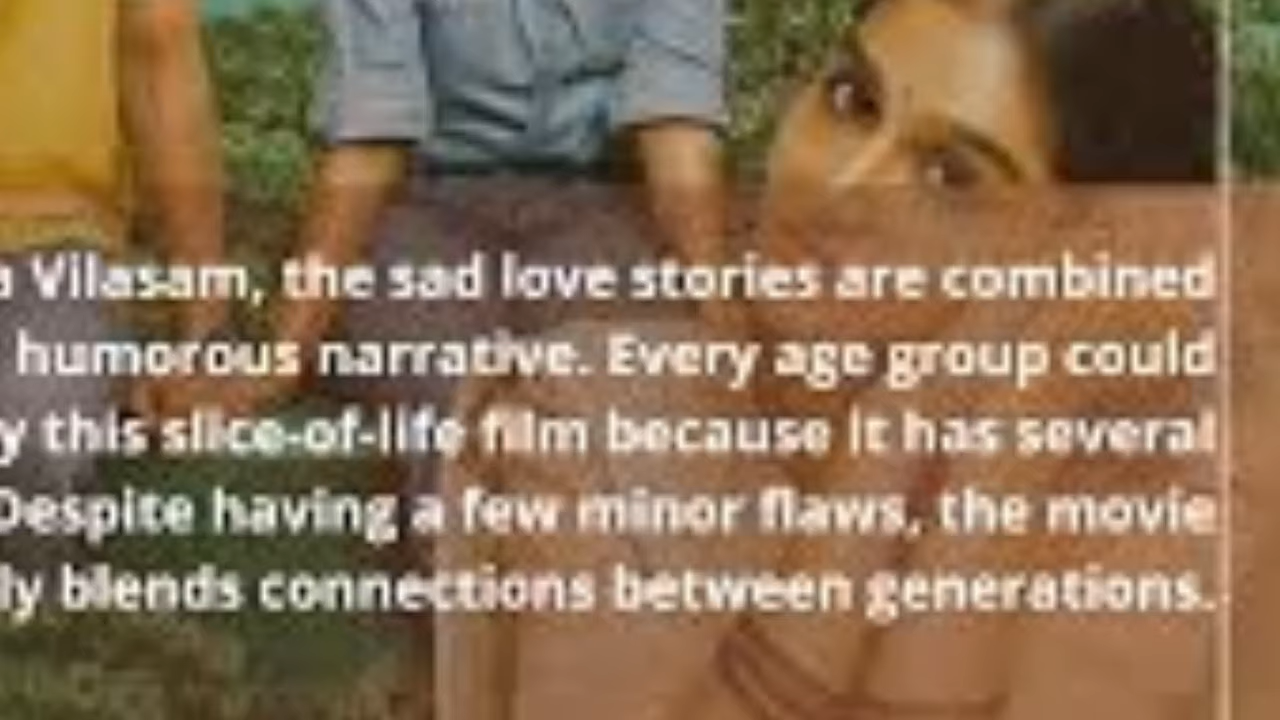 Vilasam, the sad love stories are combined
humorous narrative. Every age group could
y this slice-of-life film because it has several
Despite having a few minor flaws, the movie
ly blends connections between generations.